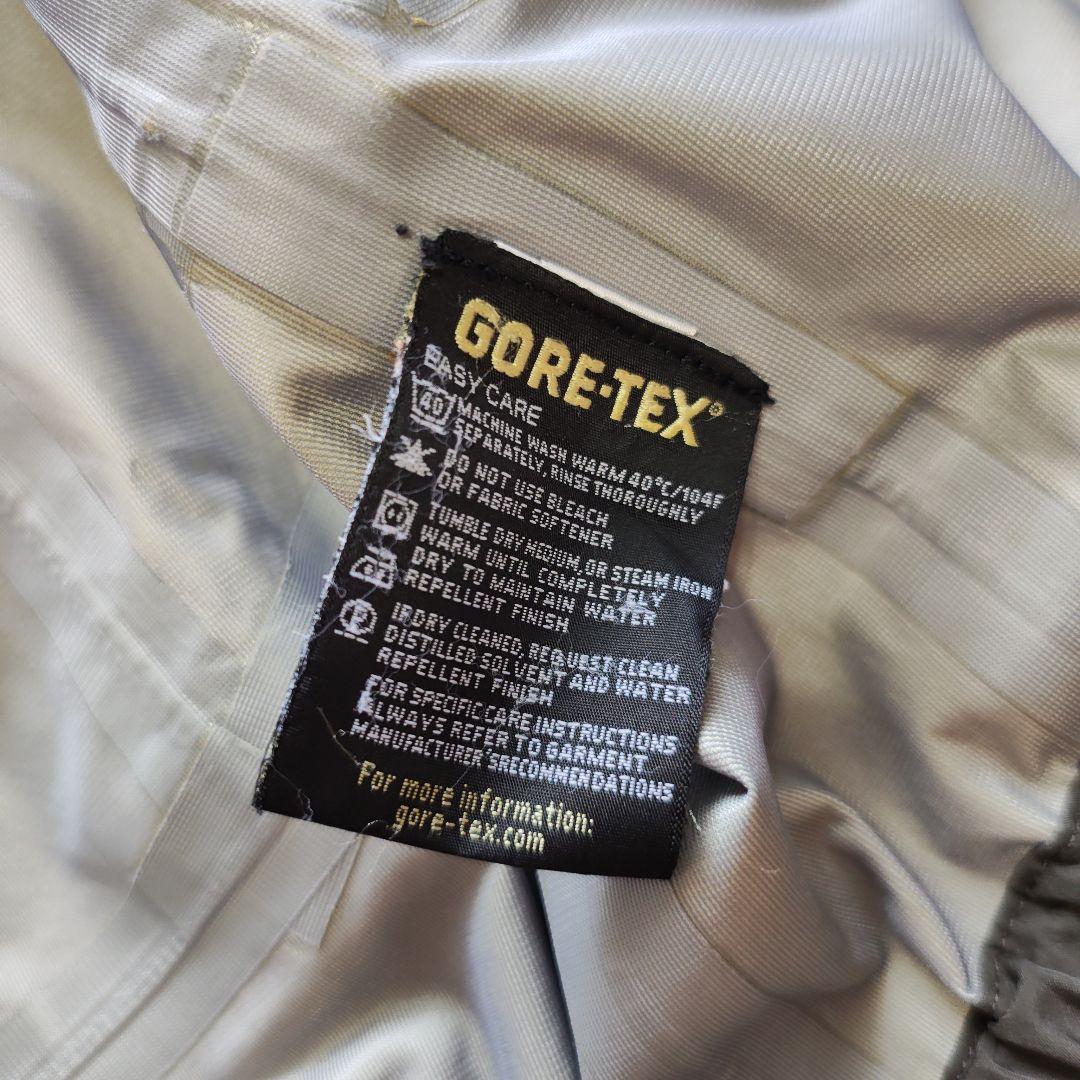 GORE-TEX®
EASY CARE
40
MACHINE WASH WARM 40°C/104F
SEPARATELY, RINSE THOROUGHLY
DO NOT USE BLEACH
OR FABRIC SOFTENER
TUMBLE DRY MEDIUM, OR STEAM IRON
WARM UNTIL COMPLETELY
DRY TO MAINTAIN WATER
REPELLENT FINISH
IF DRY CLEANED, REQUEST CLEAN
DISTILLED SOLVENT AND WATER
REPELLENT FINISH
FOR SPECIFIC CARE INSTRUCTIONS
ALWAYS REFER TO GARMENT
MANUFACTURER'S RECOMMENDATIONS
For more information:
gore-tex.com